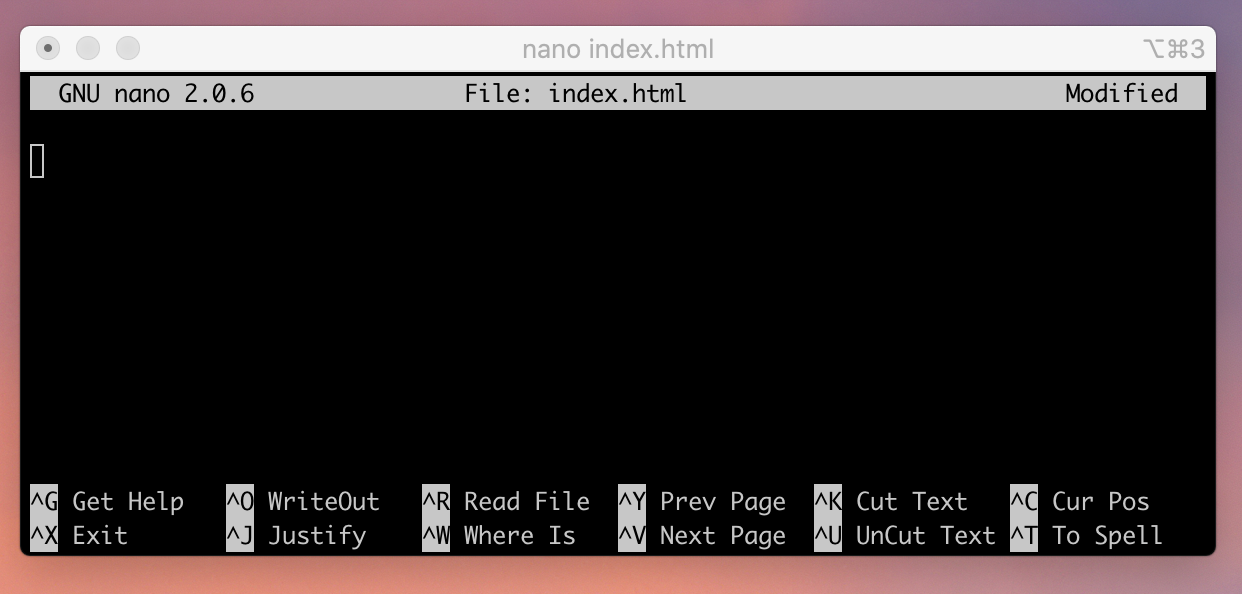 nano index.html ⌥⌘3
GNU nano 2.0.6 File: index.html Modified
^G Get Help ^O WriteOut ^R Read File ^Y Prev Page ^K Cut Text ^C Cur Pos
^X Exit ^J Justify ^W Where Is ^V Next Page ^U UnCut Text ^T To Spell